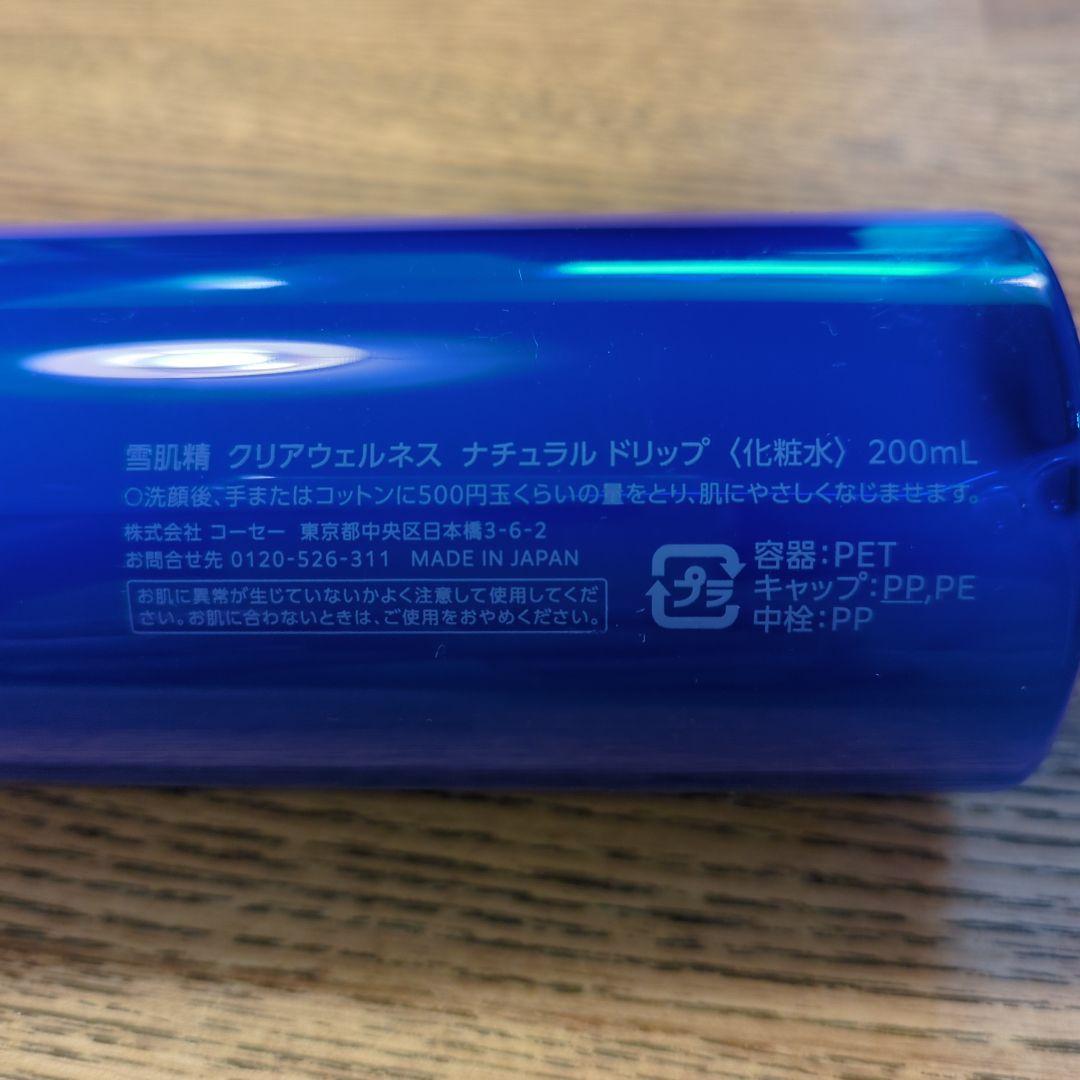 雪肌精 クリアウェルネス ナチュラル ドリップ 〈化粧水〉 200mL
○洗顔後、手またはコットンに500円玉くらいの量をとり、肌にやさしくなじませます。
株式会社 コーセー 東京都中央区日本橋3-6-2
お問合せ先 0120-526-311 MADE IN JAPAN
お肌に異常が生じていないかよく注意して使用してくだ
さい。お肌に合わないときは、ご使用をおやめください。
プラ
容器:PET
キャップ:PP,PE
中栓:PP